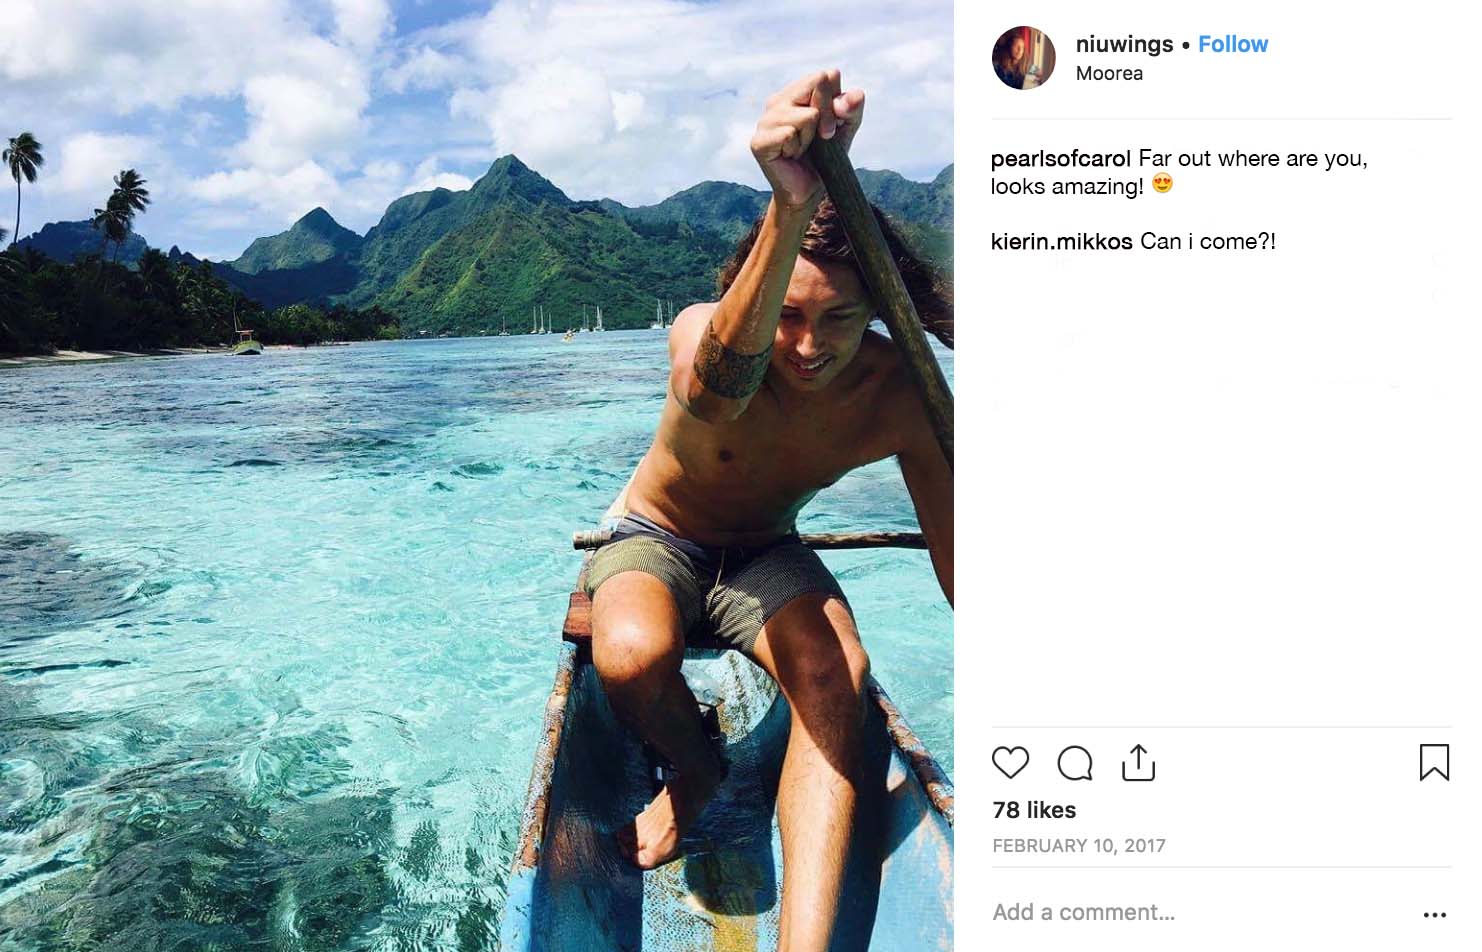 niuwings • Follow
Moorea
pearlsofcarol Far out where are you,
looks amazing! 😍
kierin.mikkos Can i come?!
78 likes
FEBRUARY 10, 2017
Add a comment...